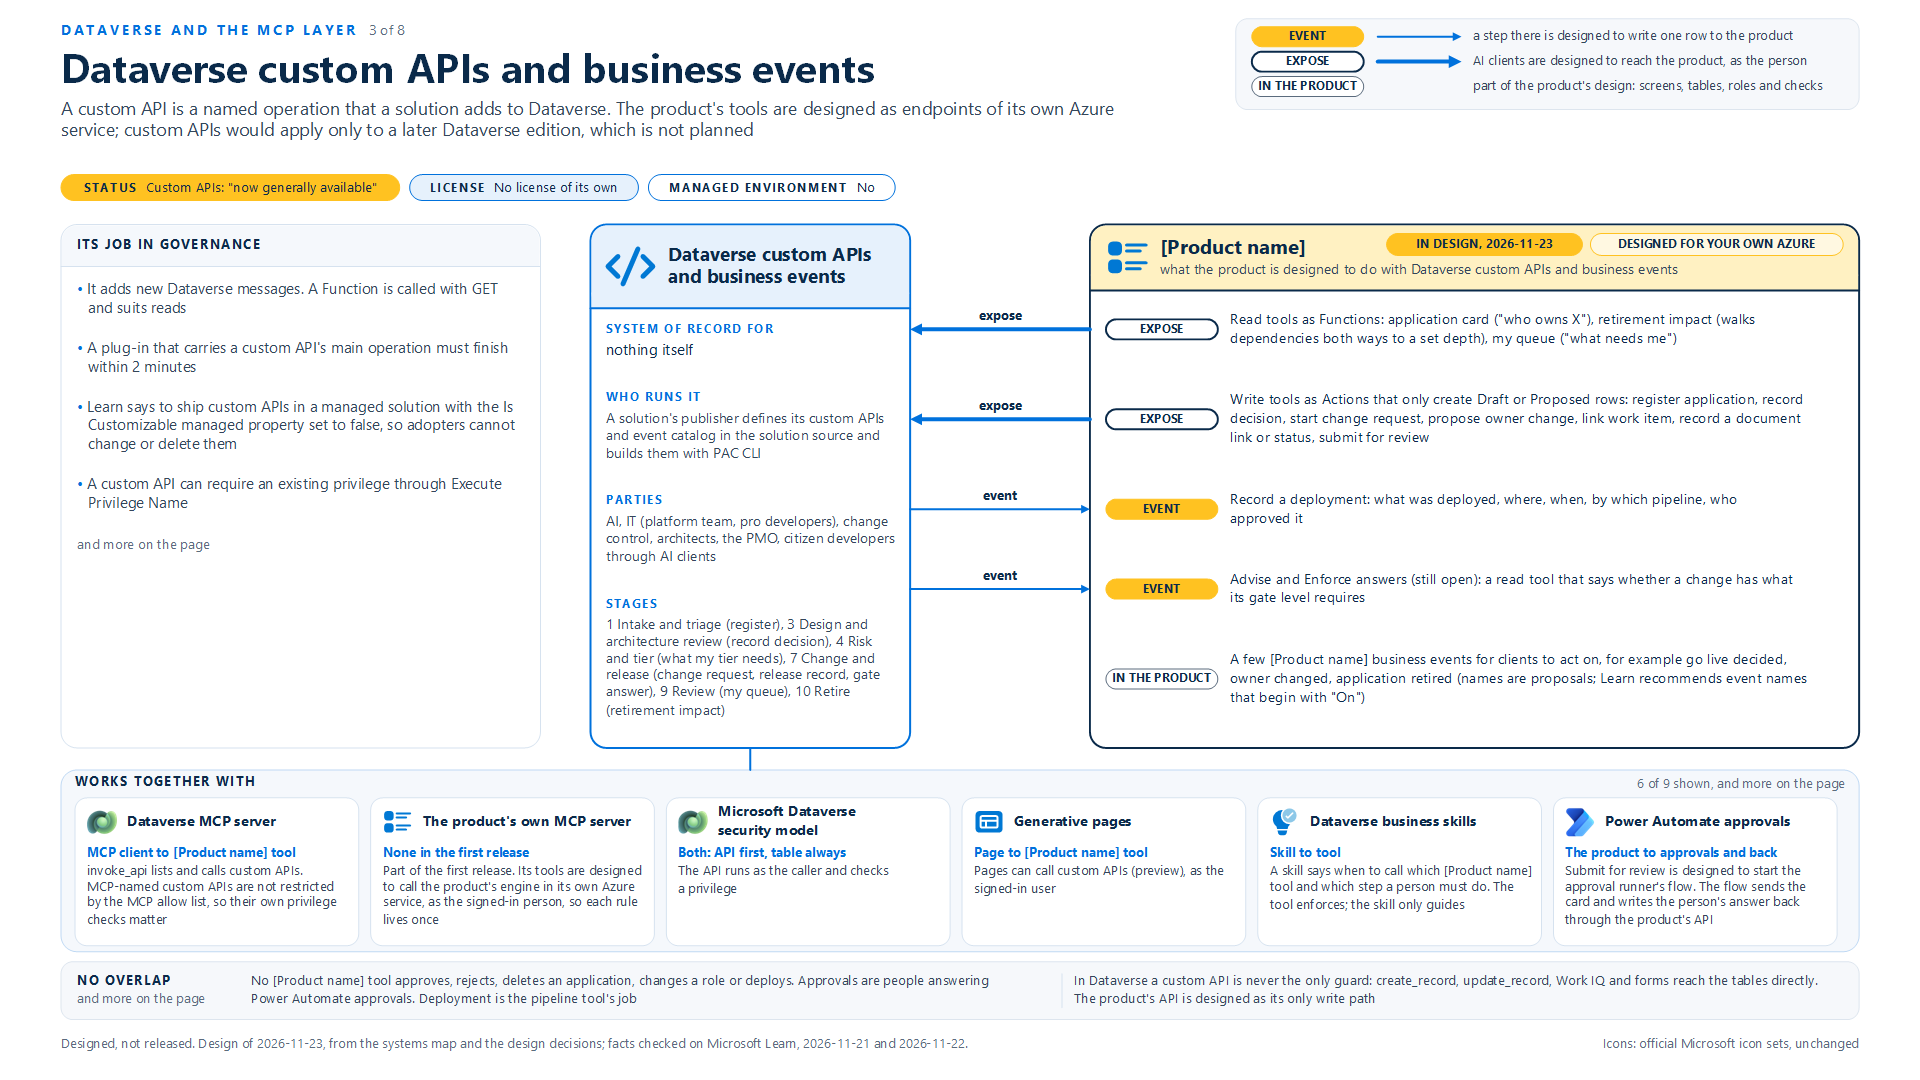 DATAVERSE AND THE MCP LAYER 3 of 8
Dataverse custom APIs and business events
A custom API is a named operation that a solution adds to Dataverse. The product's tools are designed as endpoints of its own Azure
service; custom APIs would apply only to a later Dataverse edition, which is not planned
EVENT a step there is designed to write one row to the product
EXPOSE AI clients are designed to reach the product, as the person
IN THE PRODUCT part of the product's design: screens, tables, roles and checks
STATUS Custom APIs: "now generally available"
LICENSE No license of its own
MANAGED ENVIRONMENT No
ITS JOB IN GOVERNANCE
• It adds new Dataverse messages. A Function is called with GET
and suits reads
• A plug-in that carries a custom API's main operation must finish
within 2 minutes
• Learn says to ship custom APIs in a managed solution with the Is
Customizable managed property set to false, so adopters cannot
change or delete them
• A custom API can require an existing privilege through Execute
Privilege Name
and more on the page
Dataverse custom APIs
and business events
SYSTEM OF RECORD FOR
nothing itself
WHO RUNS IT
A solution's publisher defines its custom APIs
and event catalog in the solution source and
builds them with PAC CLI
PARTIES
AI, IT (platform team, pro developers), change
control, architects, the PMO, citizen developers
through AI clients
STAGES
1 Intake and triage (register), 3 Design and
architecture review (record decision), 4 Risk
and tier (what my tier needs), 7 Change and
release (change request, release record, gate
answer), 9 Review (my queue), 10 Retire
(retirement impact)
expose
expose
event
event
[Product name]
IN DESIGN, 2026-11-23
DESIGNED FOR YOUR OWN AZURE
what the product is designed to do with Dataverse custom APIs and business events
EXPOSE
Read tools as Functions: application card ("who owns X"), retirement impact (walks
dependencies both ways to a set depth), my queue ("what needs me")
EXPOSE
Write tools as Actions that only create Draft or Proposed rows: register application, record
decision, start change request, propose owner change, link work item, record a document
link or status, submit for review
EVENT
Record a deployment: what was deployed, where, when, by which pipeline, who
approved it
EVENT
Advise and Enforce answers (still open): a read tool that says whether a change has what
its gate level requires
IN THE PRODUCT
A few [Product name] business events for clients to act on, for example go live decided,
owner changed, application retired (names are proposals; Learn recommends event names
that begin with "On")
WORKS TOGETHER WITH
6 of 9 shown, and more on the page
Dataverse MCP server
MCP client to [Product name] tool
invoke_api lists and calls custom APIs.
MCP-named custom APIs are not restricted
by the MCP allow list, so their own privilege
checks matter
The product's own MCP server
None in the first release
Part of the first release. Its tools are designed
to call the product's engine in its own Azure
service, as the signed-in person, so each rule
lives once
Microsoft Dataverse
security model
Both: API first, table always
The API runs as the caller and checks
a privilege
Generative pages
Page to [Product name] tool
Pages can call custom APIs (preview), as the
signed-in user
Dataverse business skills
Skill to tool
A skill says when to call which [Product name]
tool and which step a person must do. The
tool enforces; the skill only guides
Power Automate approvals
The product to approvals and back
Submit for review is designed to start the
approval runner's flow. The flow sends the
card and writes the person's answer back
through the product's API
NO OVERLAP
and more on the page
No [Product name] tool approves, rejects, deletes an application, changes a role or deploys. Approvals are people answering
Power Automate approvals. Deployment is the pipeline tool's job
In Dataverse a custom API is never the only guard: create_record, update_record, Work IQ and forms reach the tables directly.
The product's API is designed as its only write path
Designed, not released. Design of 2026-11-23, from the systems map and the design decisions; facts checked on Microsoft Learn, 2026-11-21 and 2026-11-22.
Icons: official Microsoft icon sets, unchanged